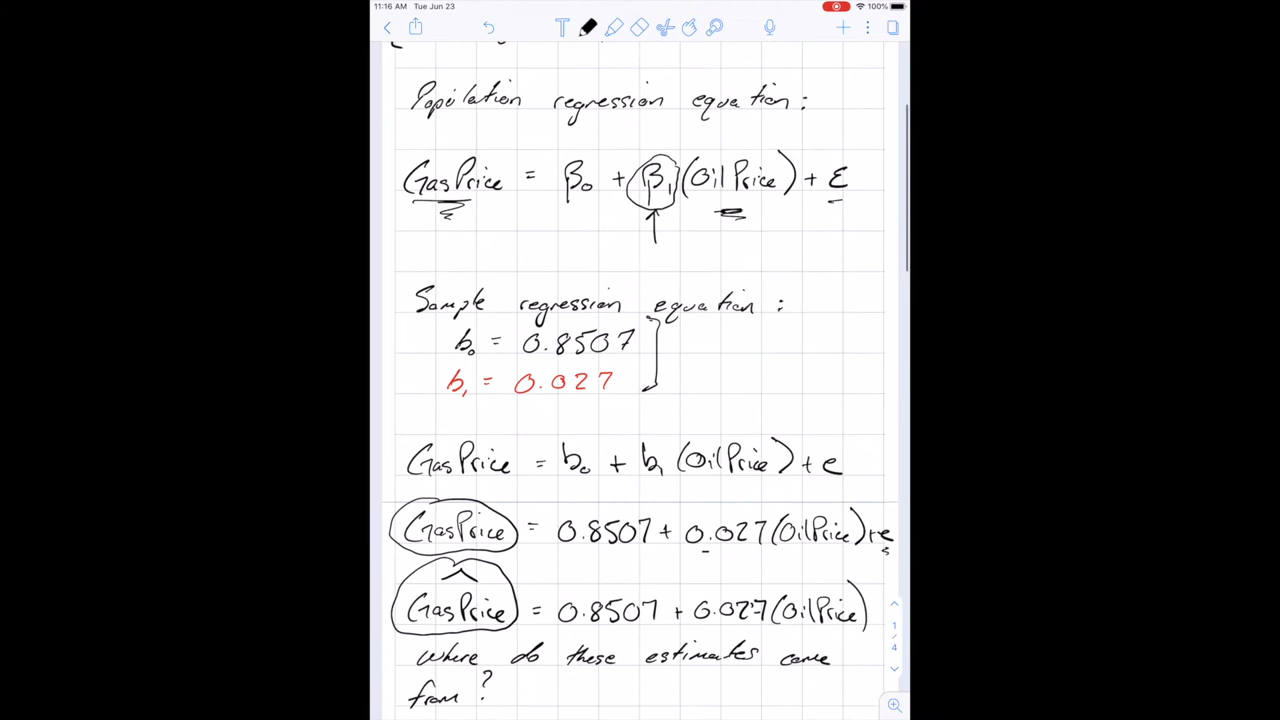 11:16 AM Tue Jun 23
100%
T
Population regression equation:
GasPrice = β₀ + β₁(OilPrice) + ε
Sample regression equation:
b₀ = 0.8507
b₁ = 0.027
GasPrice = b₀ + b₁ (OilPrice) + e
GasPrice = 0.8507 + 0.027(OilPrice)+e
^GasPrice = 0.8507 + 0.027(OilPrice)
where do these estimates come
from?
1
/
4